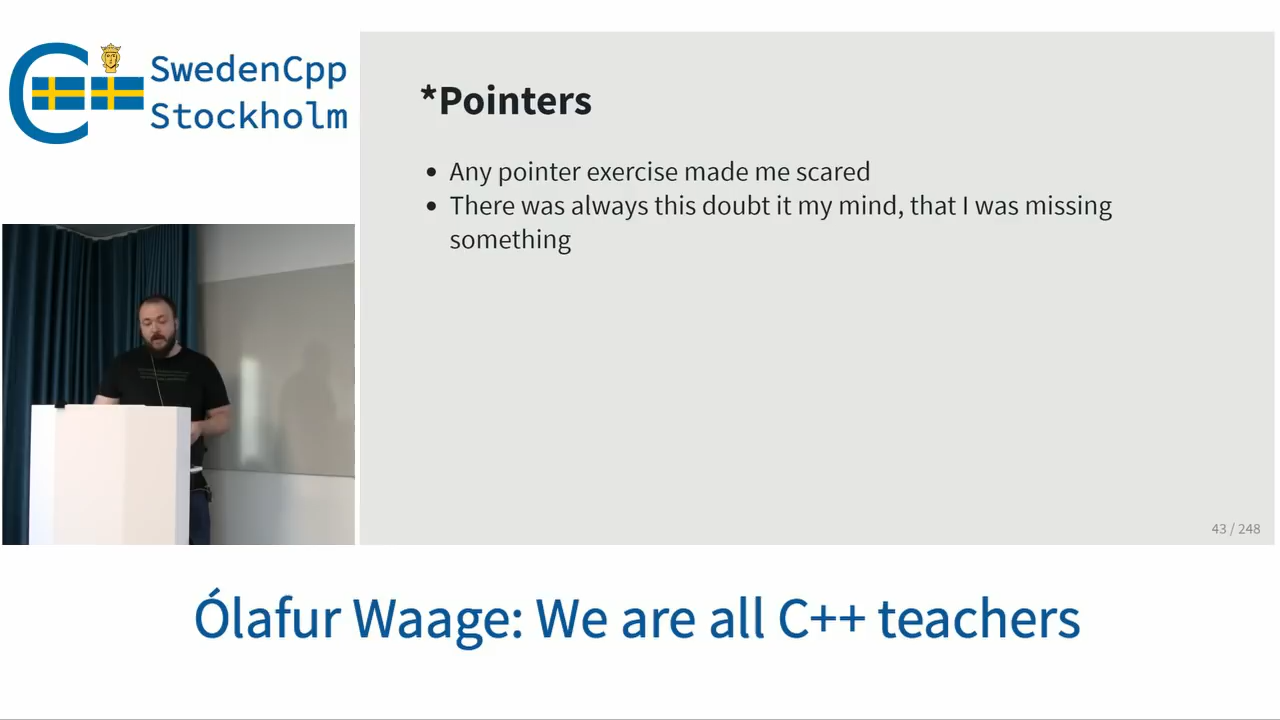 SwedenCpp
Stockholm
*Pointers
• Any pointer exercise made me scared
• There was always this doubt it my mind, that I was missing
something
43 / 248
Ólafur Waage: We are all C++ teachers